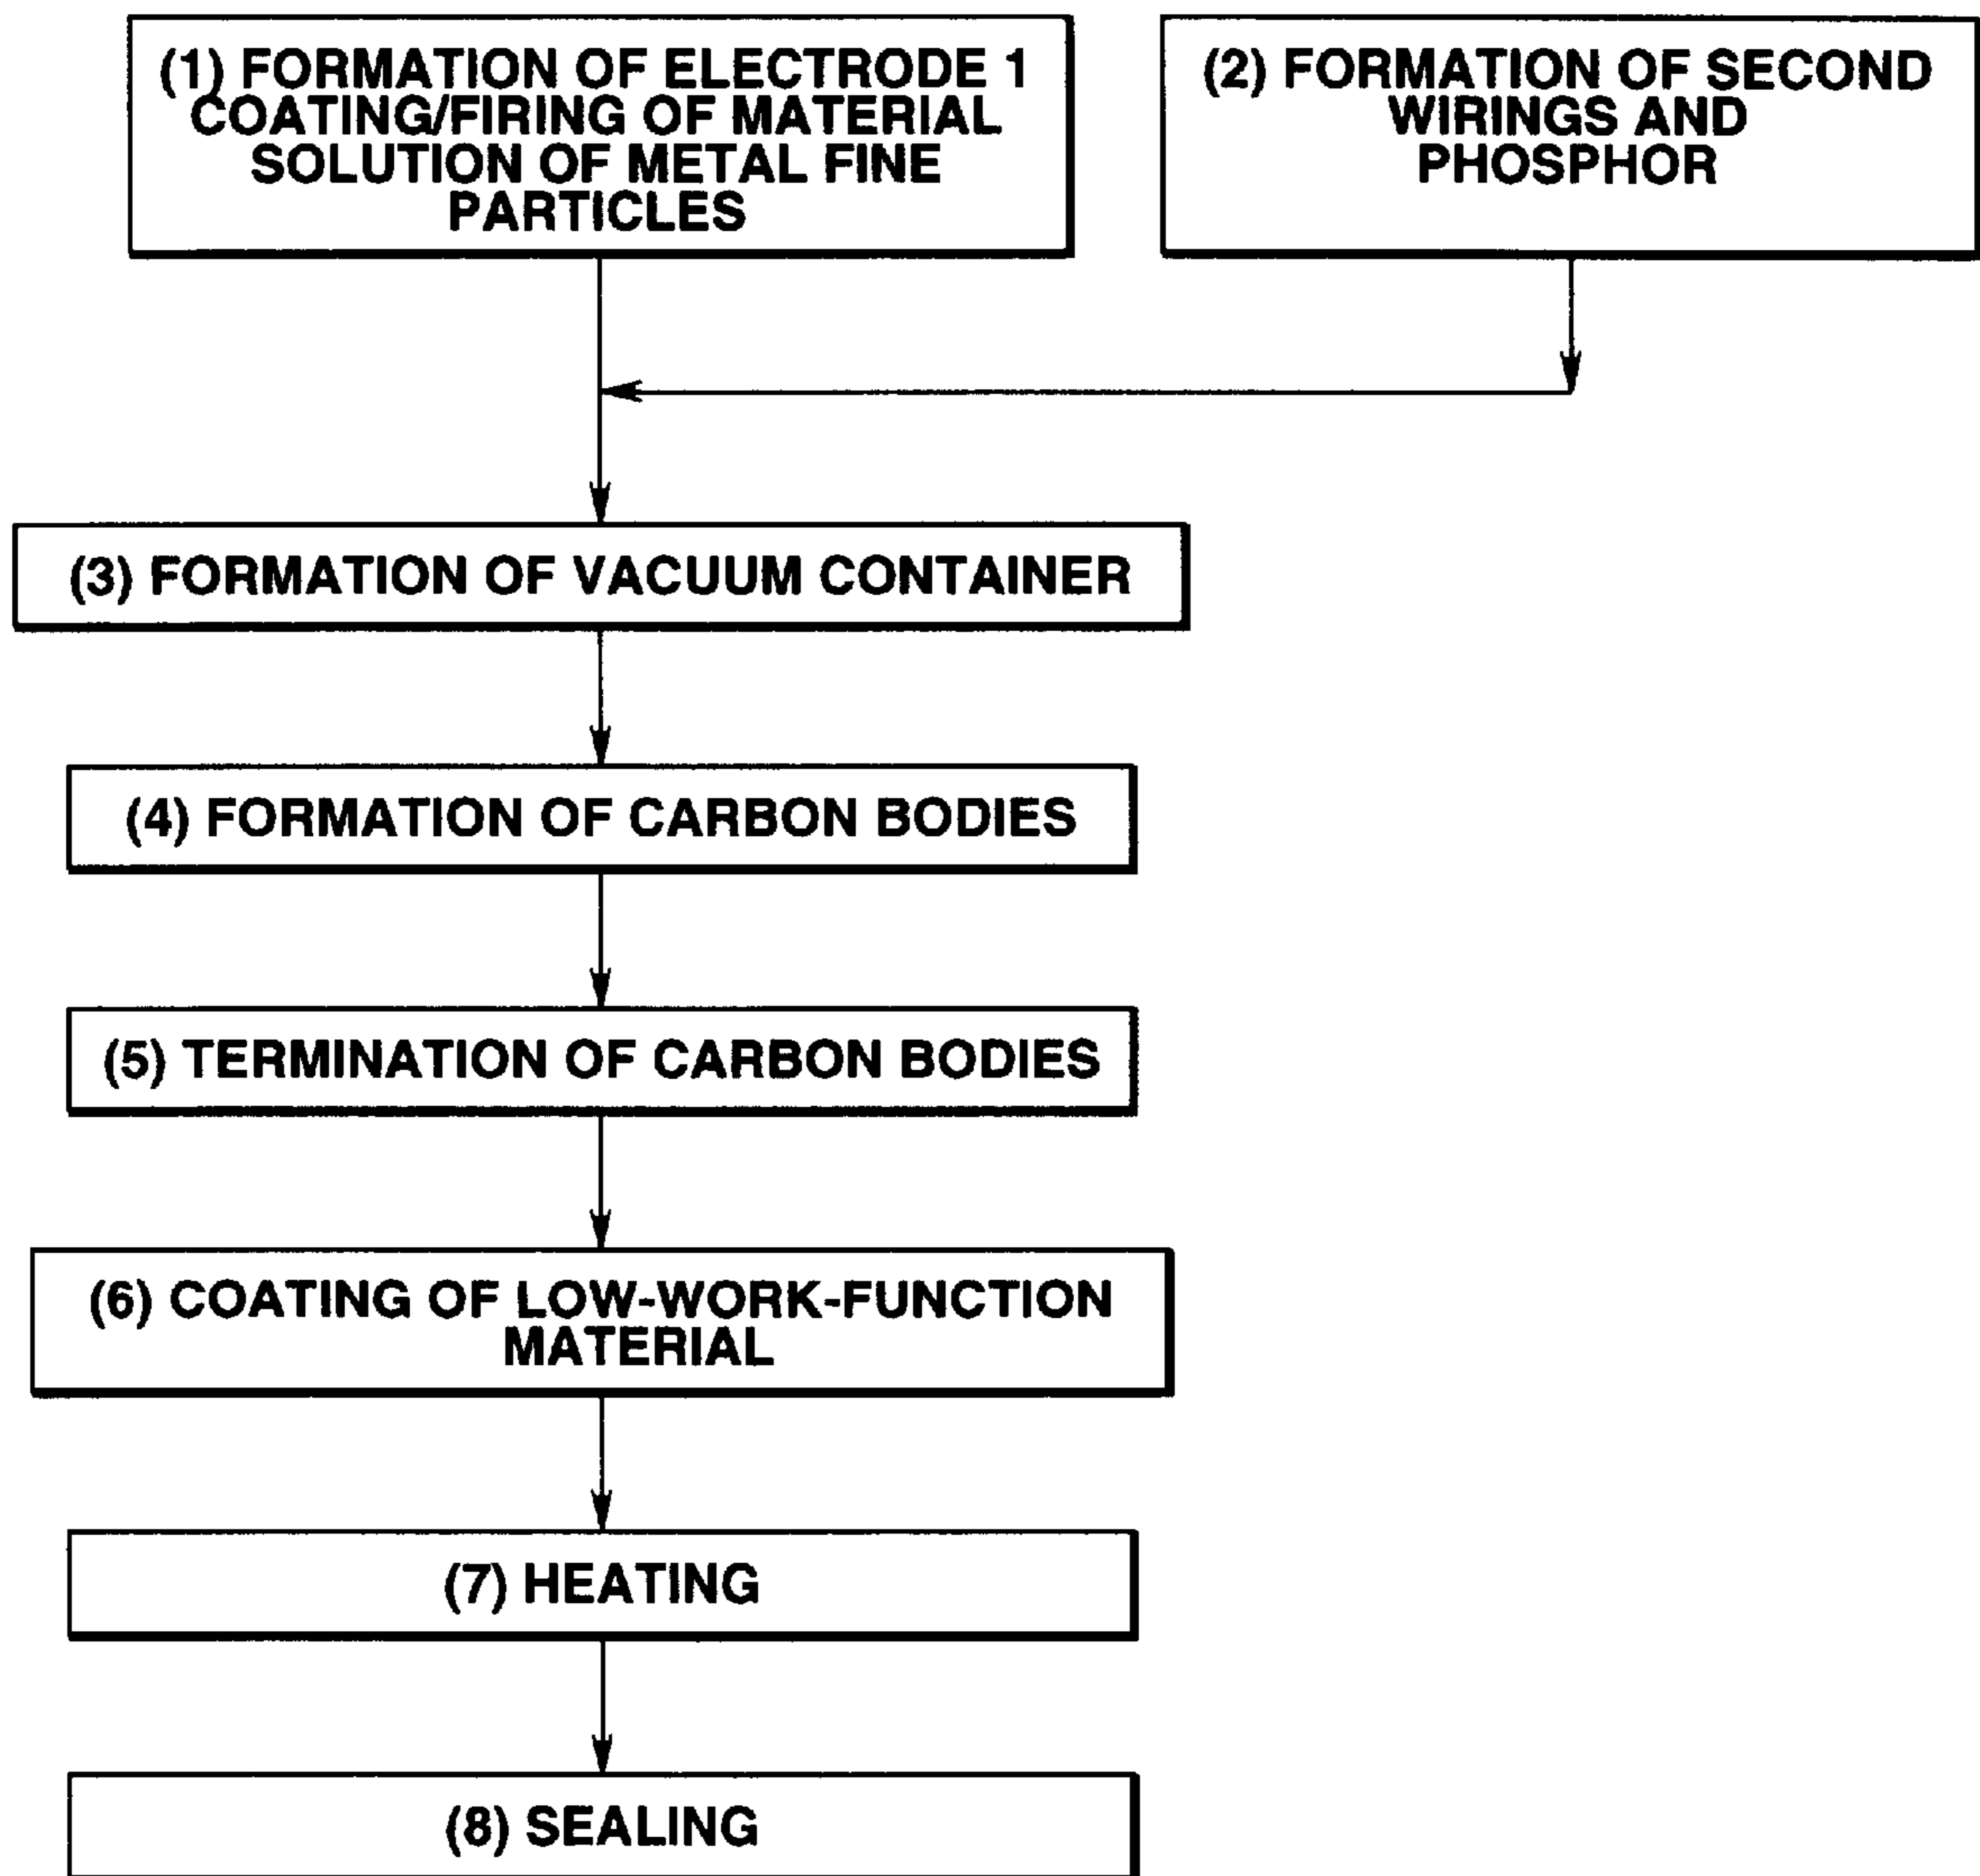 (1) FORMATION OF ELECTRODE 1
COATING/FIRING OF MATERIAL
SOLUTION OF METAL FINE
PARTICLES
(2) FORMATION OF SECOND
WIRINGS AND
PHOSPHOR
(3) FORMATION OF VACUUM CONTAINER
(4) FORMATION OF CARBON BODIES
(5) TERMINATION OF CARBON BODIES
(6) COATING OF LOW-WORK-FUNCTION
MATERIAL
(7) HEATING
(8) SEALING